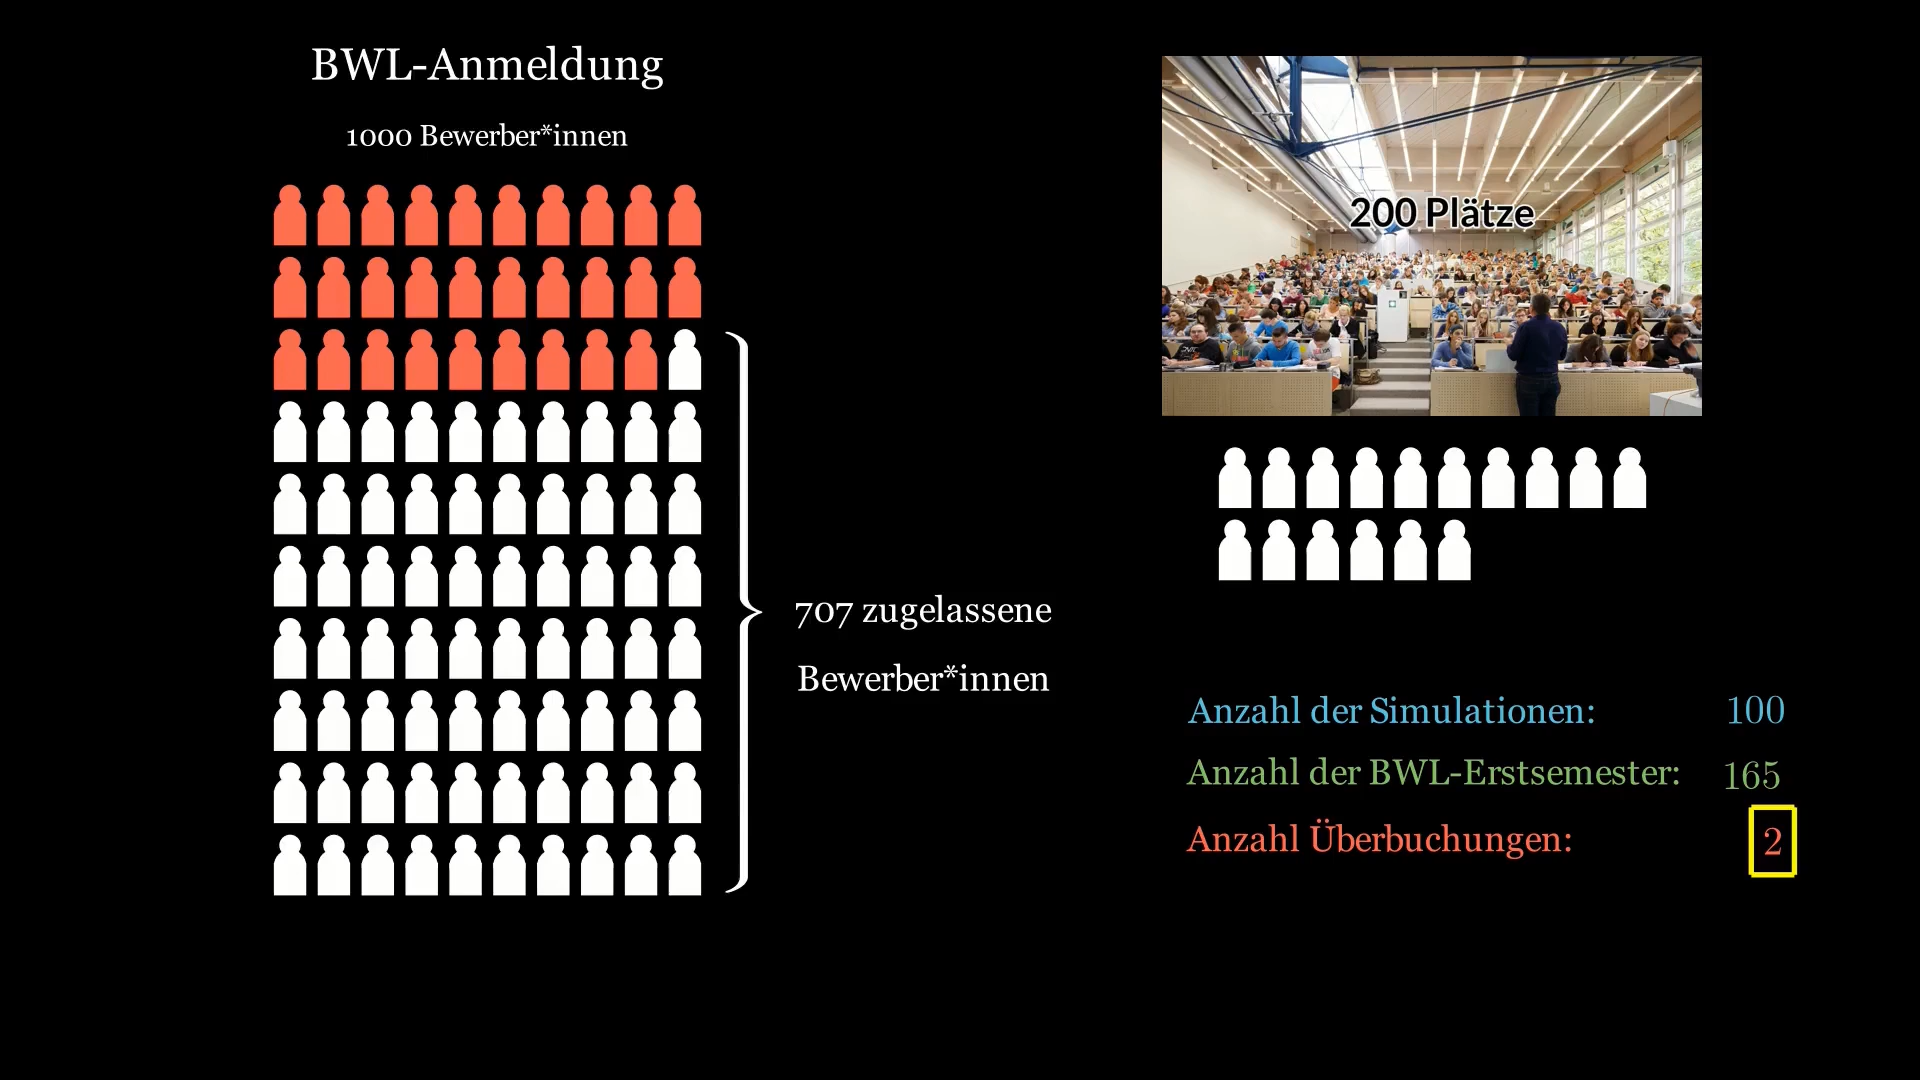 BWL-Anmeldung
1000 Bewerber*innen
200 Plätze
707 zugelassene
Bewerber*innen
Anzahl der Simulationen: 100
Anzahl der BWL-Erstsemester: 165
Anzahl Überbuchungen: 2